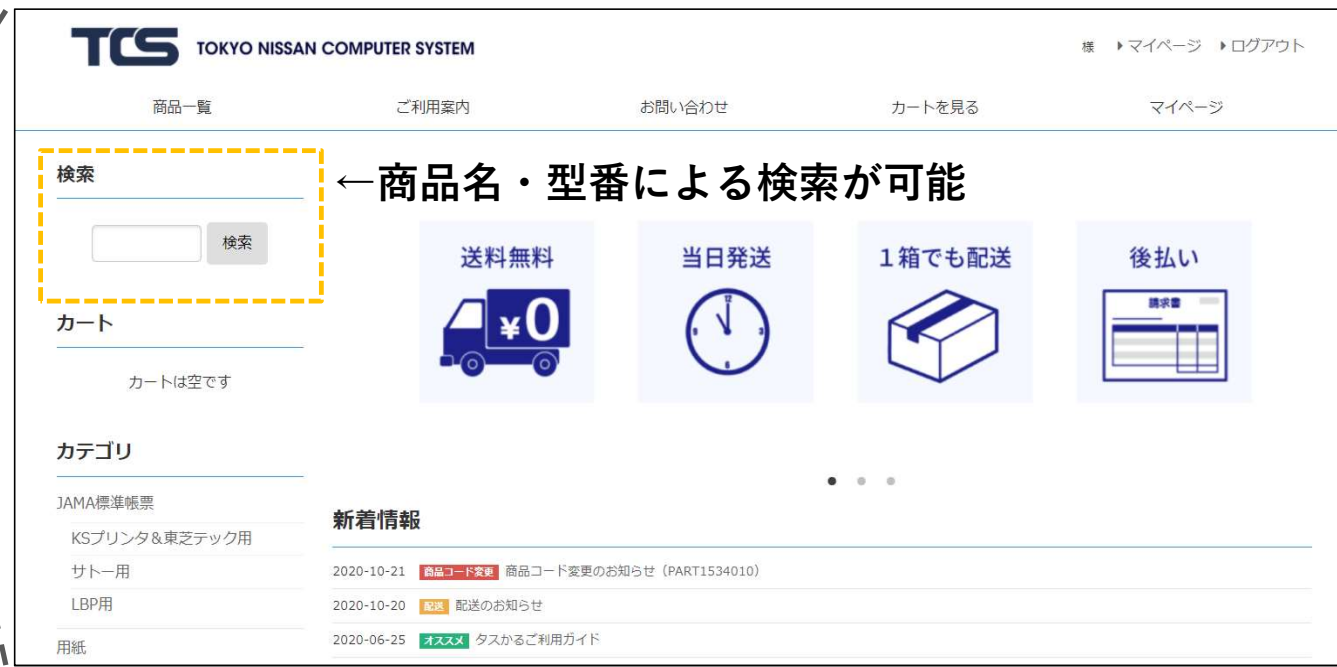 TCS TOKYO NISSAN COMPUTER SYSTEM
様 マイページ ログアウト
商品一覧 ご利用案内 お問い合わせ カートを見る マイページ
検索
←商品名・型番による検索が可能
検索
送料無料 当日発送 1箱でも配送 後払い
¥0
12
3
6
9
請求書
カート
カートは空です
カテゴリ
JAMA標準帳票
KSプリンタ&東芝テック用
サトー用
LBP用
用紙
新着情報
2020-10-21 商品コード変更 商品コード変更のお知らせ（PART1534010）
2020-10-20 配送 配送のお知らせ
2020-06-25 オススメ タスかるご利用ガイド